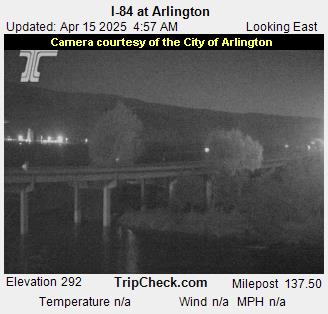 I-84 at Arlington
Updated: Apr 15 2025 4:57 AM Looking East
Camera courtesy of the City of Arlington
Elevation 292 TripCheck.com Milepost 137.50
Temperature n/a Wind n/a MPH n/a